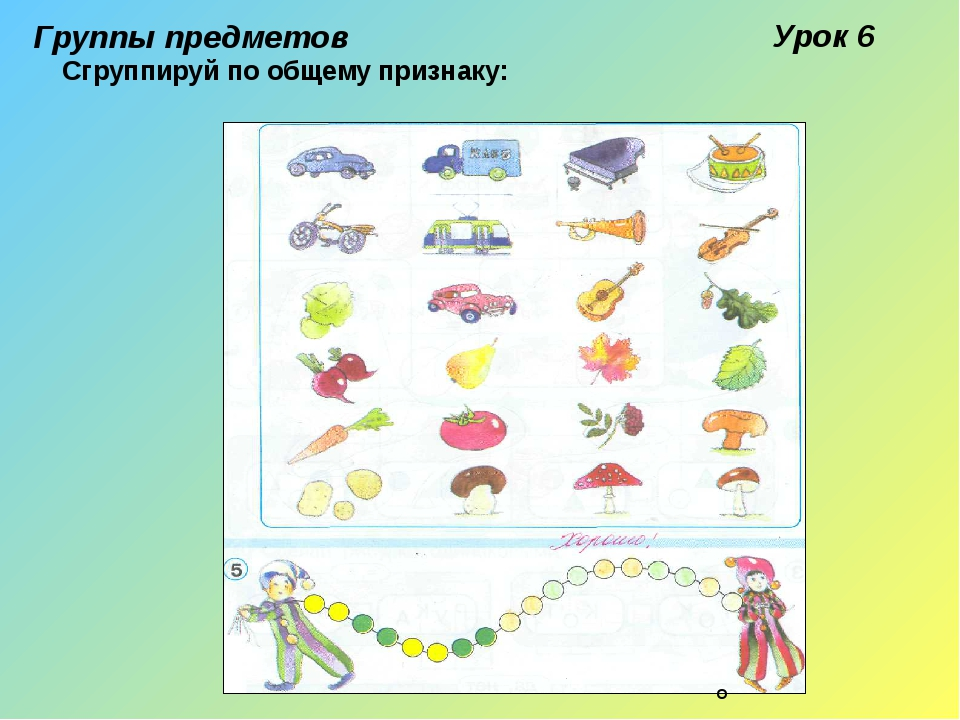 Группы предметов
Урок 6
Сгруппируй по общему признаку:
Хорошо!
5
о